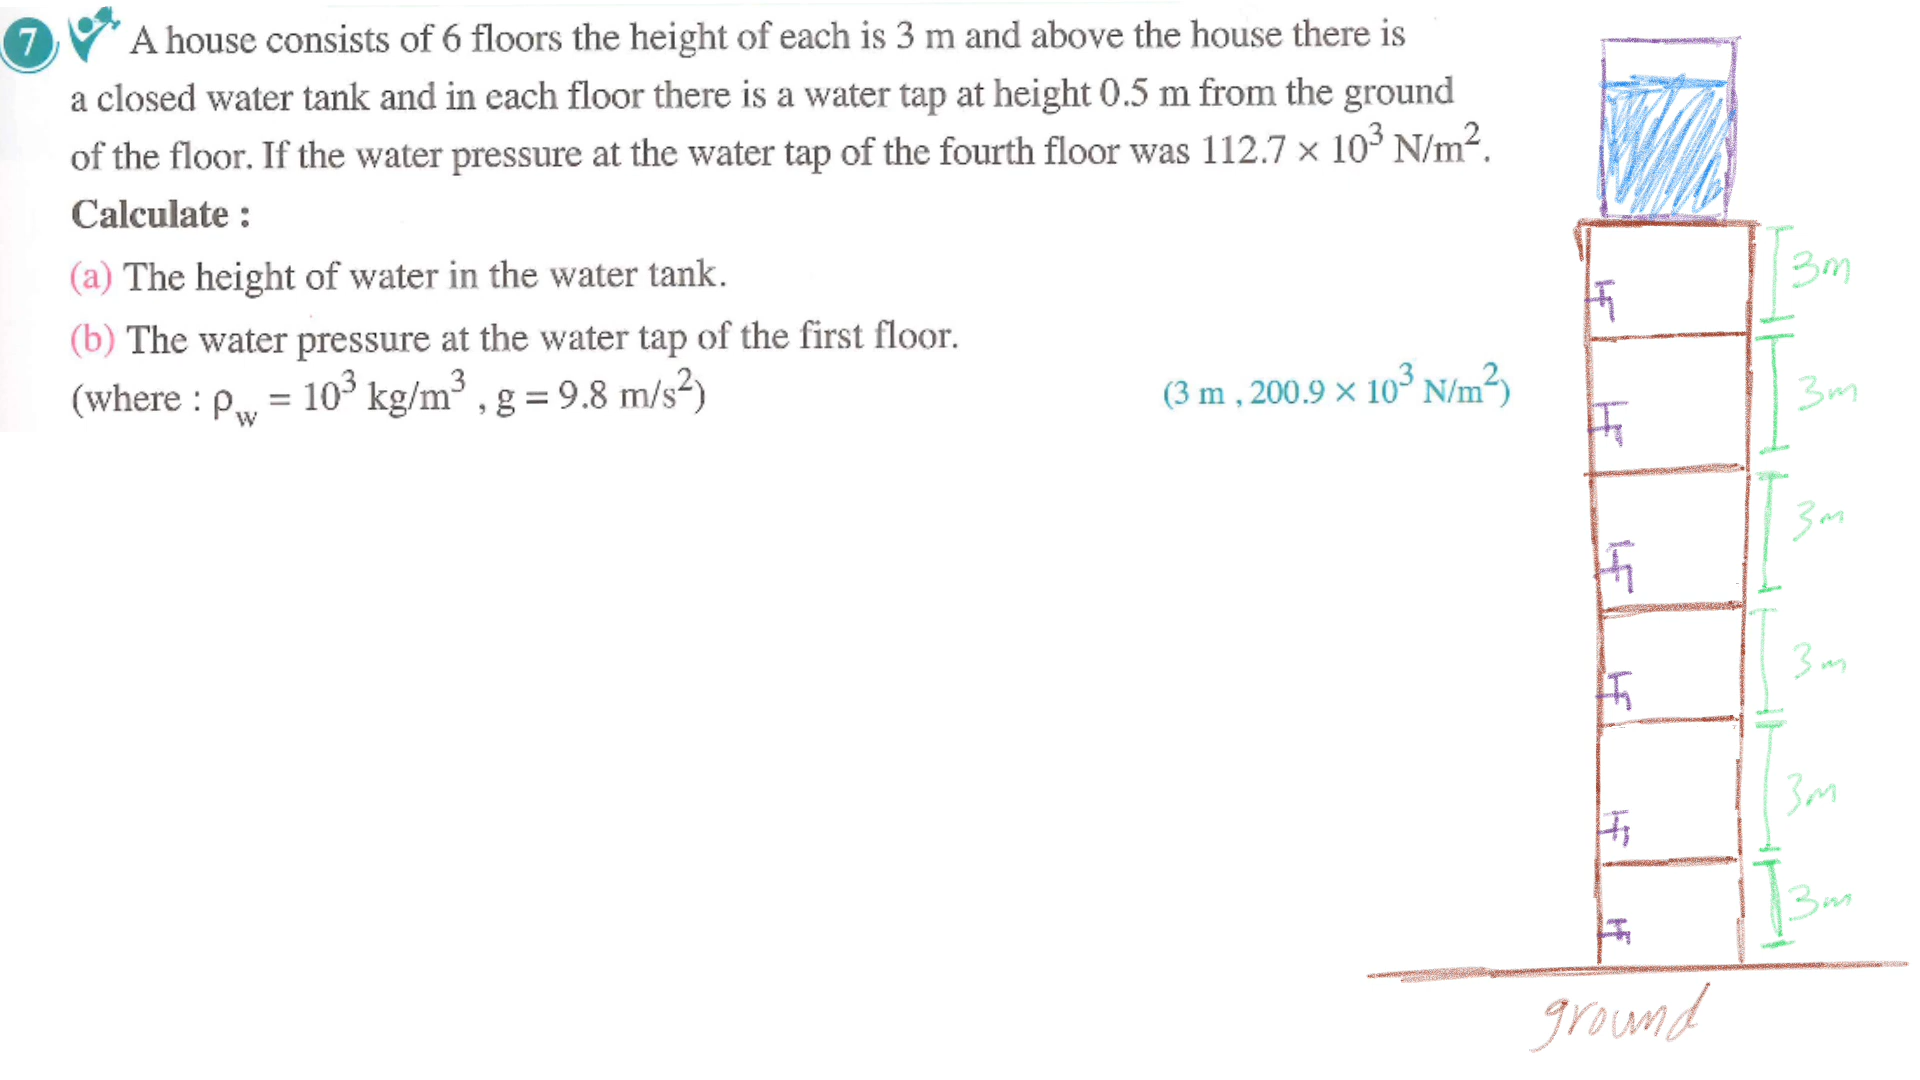 7 A house consists of 6 floors the height of each is 3 m and above the house there is
a closed water tank and in each floor there is a water tap at height 0.5 m from the ground
of the floor. If the water pressure at the water tap of the fourth floor was 112.7 × 10³ N/m².
Calculate :
(a) The height of water in the water tank.
(b) The water pressure at the water tap of the first floor.
(where : ρw = 10³ kg/m³ , g = 9.8 m/s²)
(3 m , 200.9 × 10³ N/m²)
3m
3m
3m
3m
3m
3m
ground